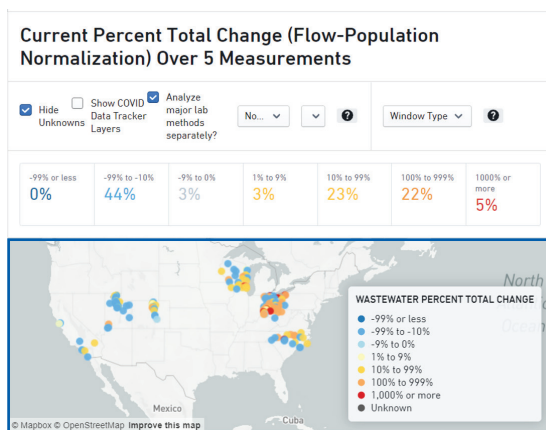 Current Percent Total Change (Flow-Population
Normalization) Over 5 Measurements
Hide
Unknowns
Show COVID
Data Tracker
Layers
Analyze
major lab
methods
separately?
No...
?
Window Type
?
-99% or less
0%
-99% to -10%
44%
-9% to 0%
3%
1% to 9%
3%
10% to 99%
23%
100% to 999%
22%
1000% or
more
5%
North
Ocean
WASTEWATER PERCENT TOTAL CHANGE
-99% or less
-99% to -10%
-9% to 0%
1% to 9%
10% to 99%
100% to 999%
1,000% or more
Unknown
Mexico
Cuba
© Mapbox © OpenStreetMap Improve this map